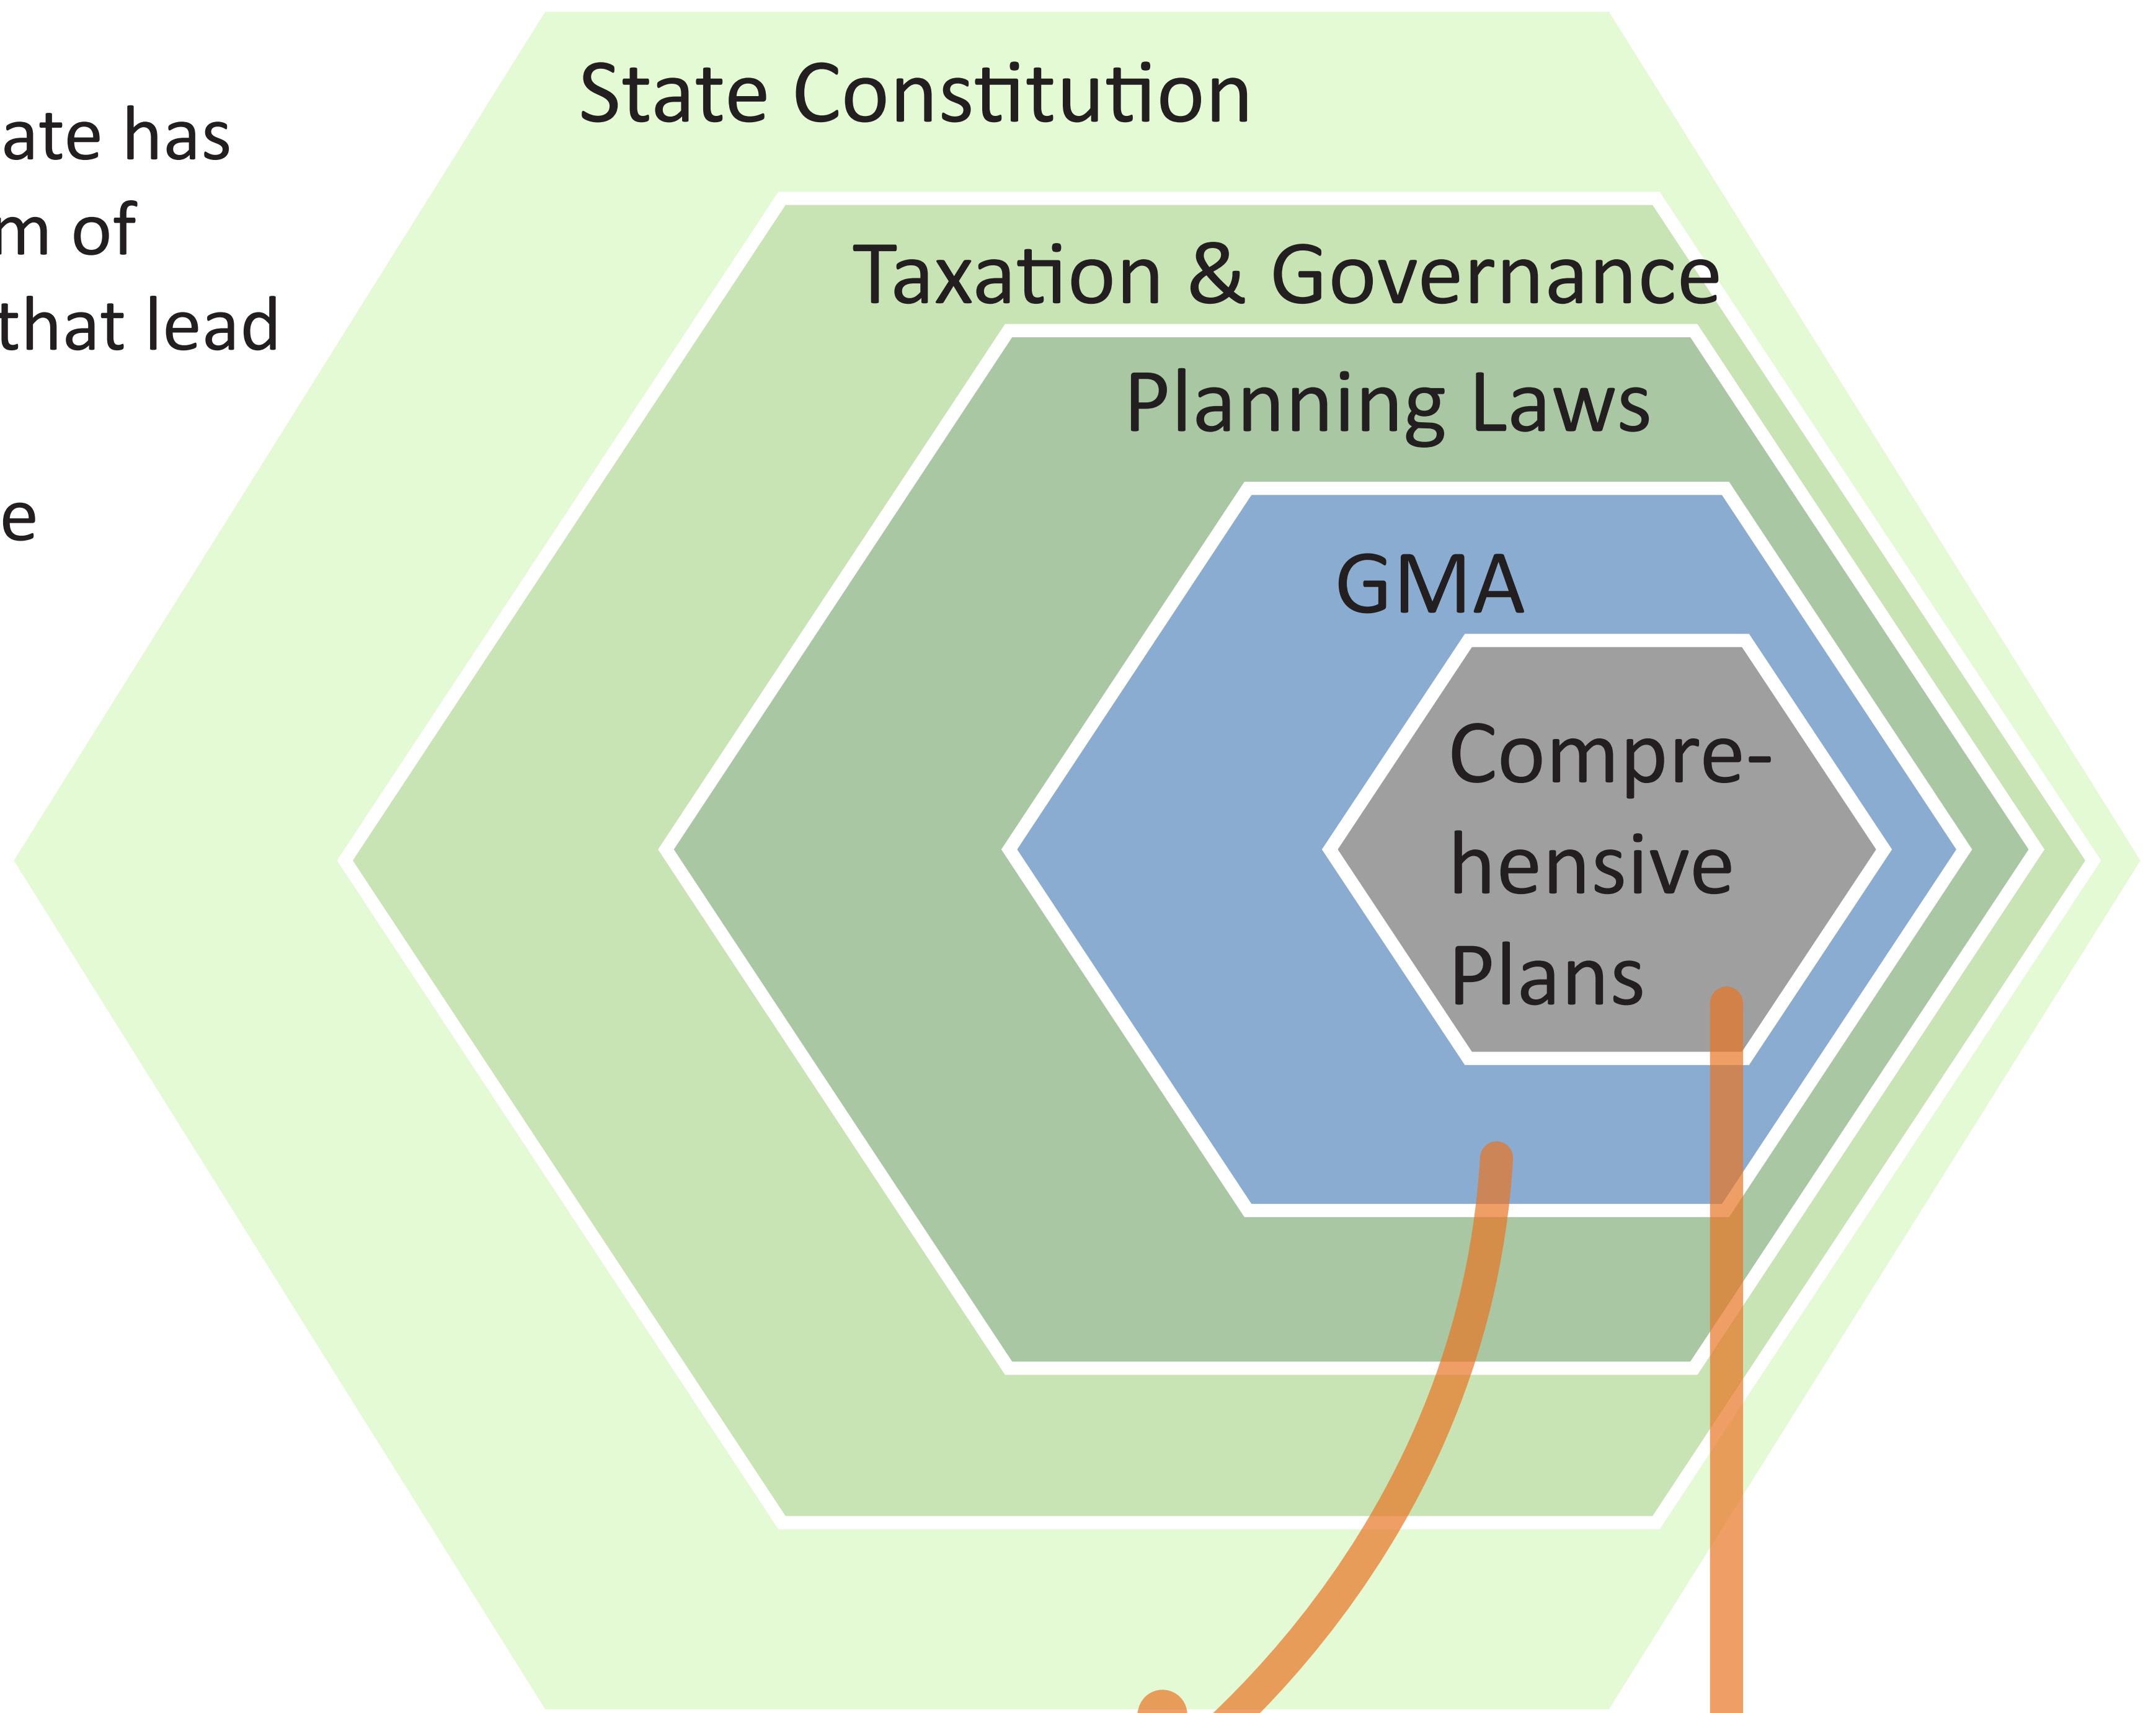 ate has
m of
that lead
e
State Constitution
Taxation & Governance
Planning Laws
GMA
Compre-
hensive
Plans